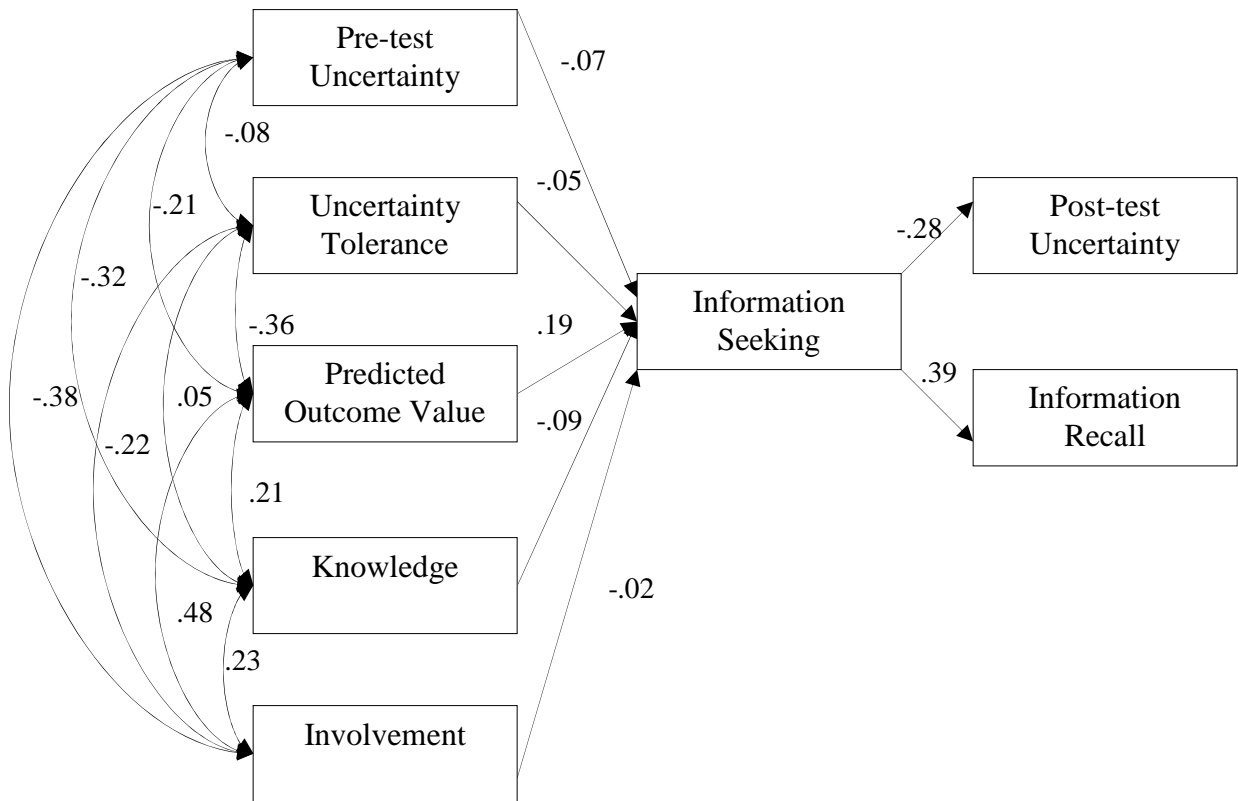 Pre-test
Uncertainty
-.07
-.08
Uncertainty
Tolerance
-.05
-.21
Post-test
Uncertainty
-.28
-.32
Information
Seeking
-.36
.19
Predicted
Outcome Value
.39
Information
Recall
-.38
.05
-.09
-.22
.21
Knowledge
-.02
.48
.23
Involvement